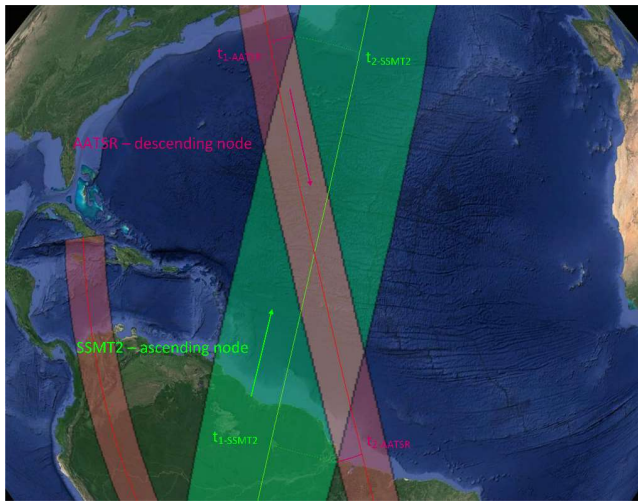 t1-AATSR
t2-SSMT2
AATSR – descending node
SSMT2 – ascending node
t1-SSMT2
t2-AATSR